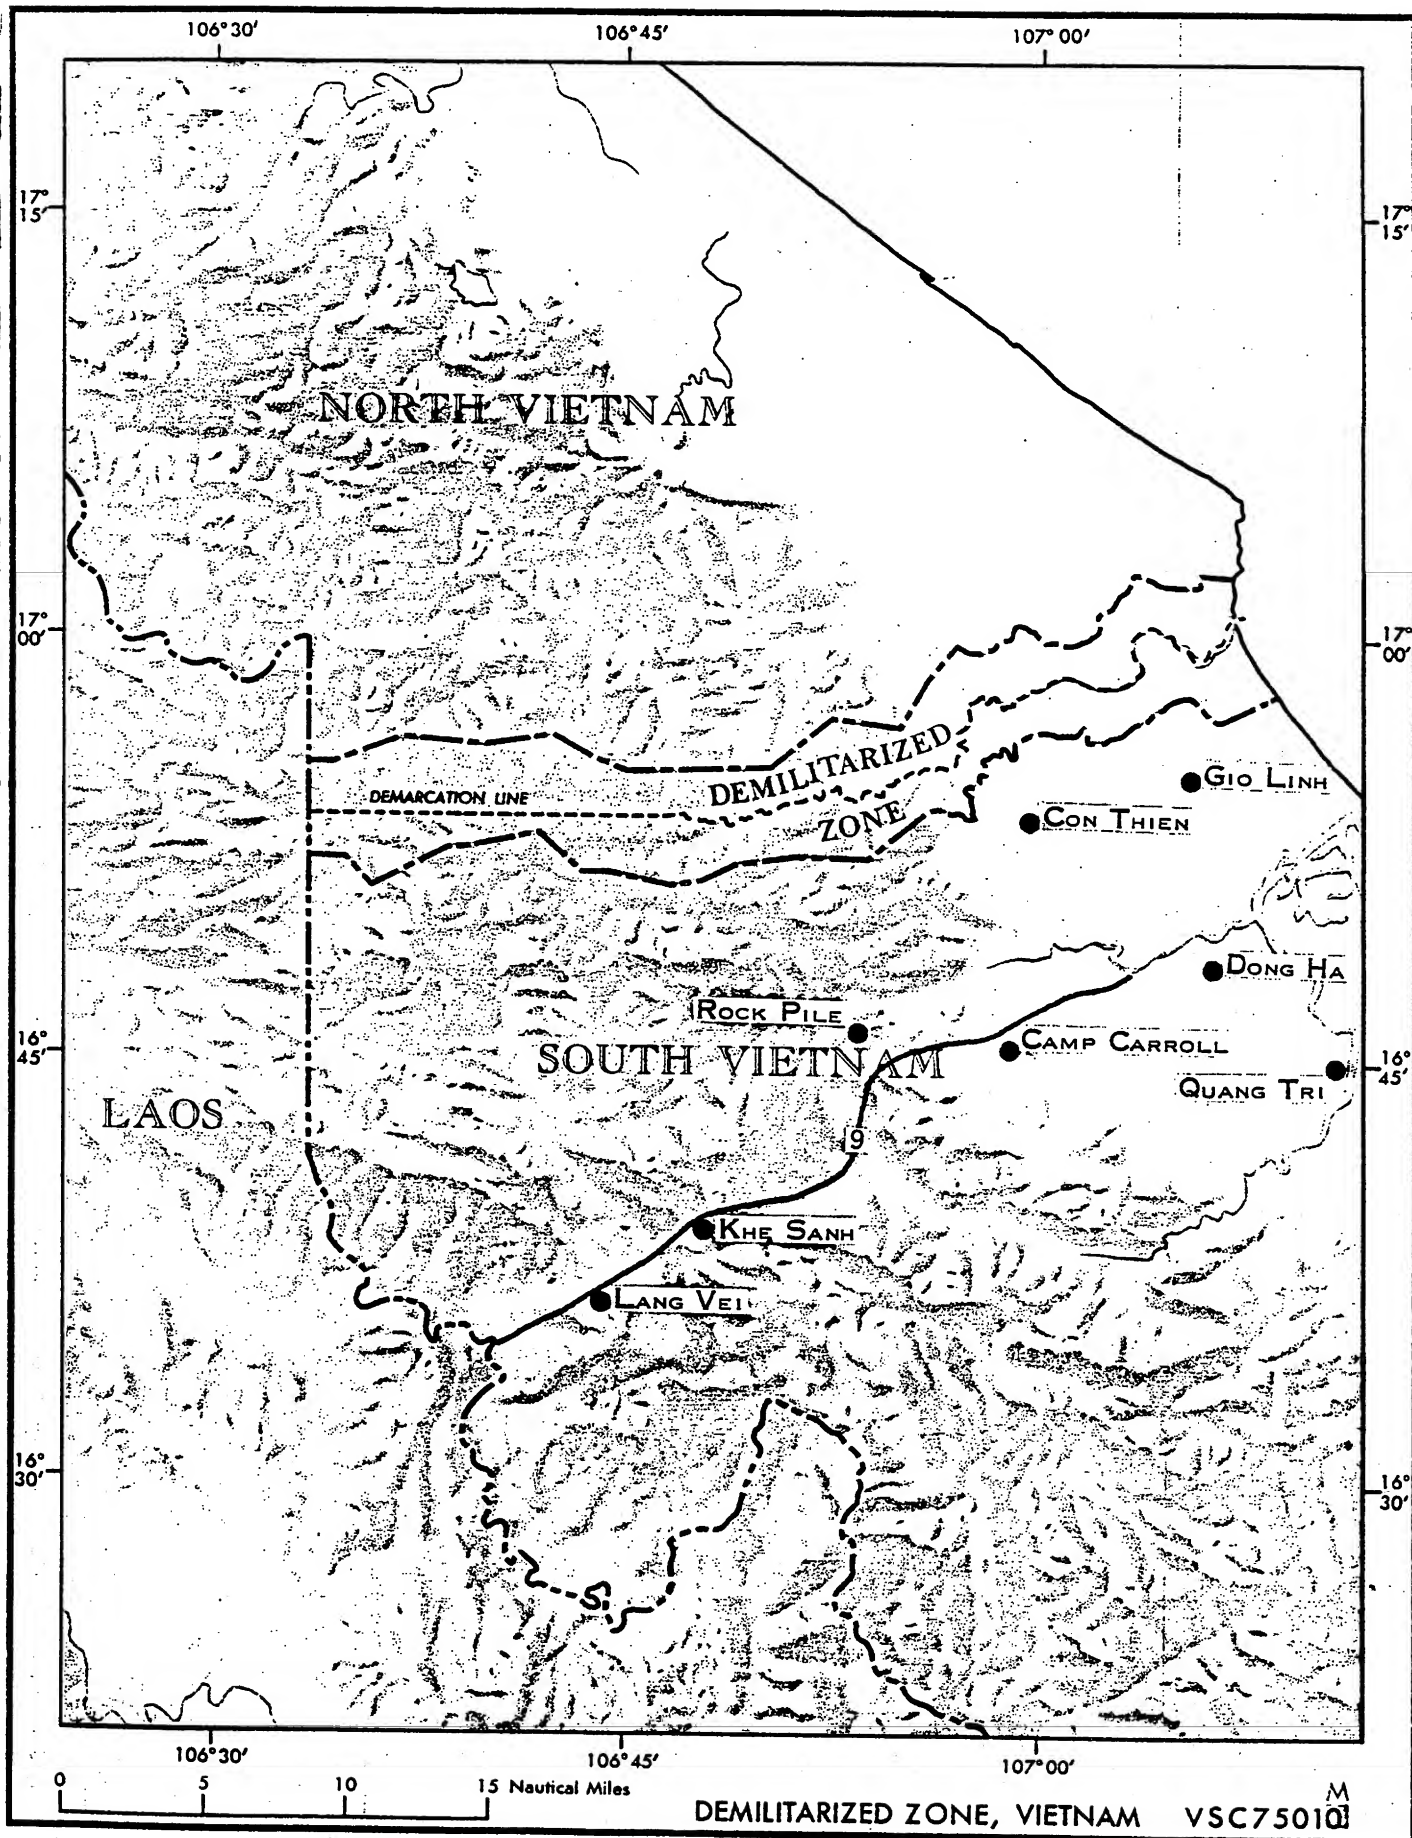 106°30′ 106°45′ 107°00′
17°
15′
17°
15′
NORTH VIETNAM
17°
00′
17°
00′
DEMILITARIZED
ZONE
DEMARCATION LINE
GIO LINH
CON THIEN
DONG HA
ROCK PILE
CAMP CARROLL
SOUTH VIETNAM
16°
45′
16°
45′
QUANG TRI
LAOS
9
KHE SANH
LANG VEI
16°
30′
16°
30′
106°30′ 106°45′ 107°00′
0 5 10 15 Nautical Miles
M
DEMILITARIZED ZONE, VIETNAM VSC75010